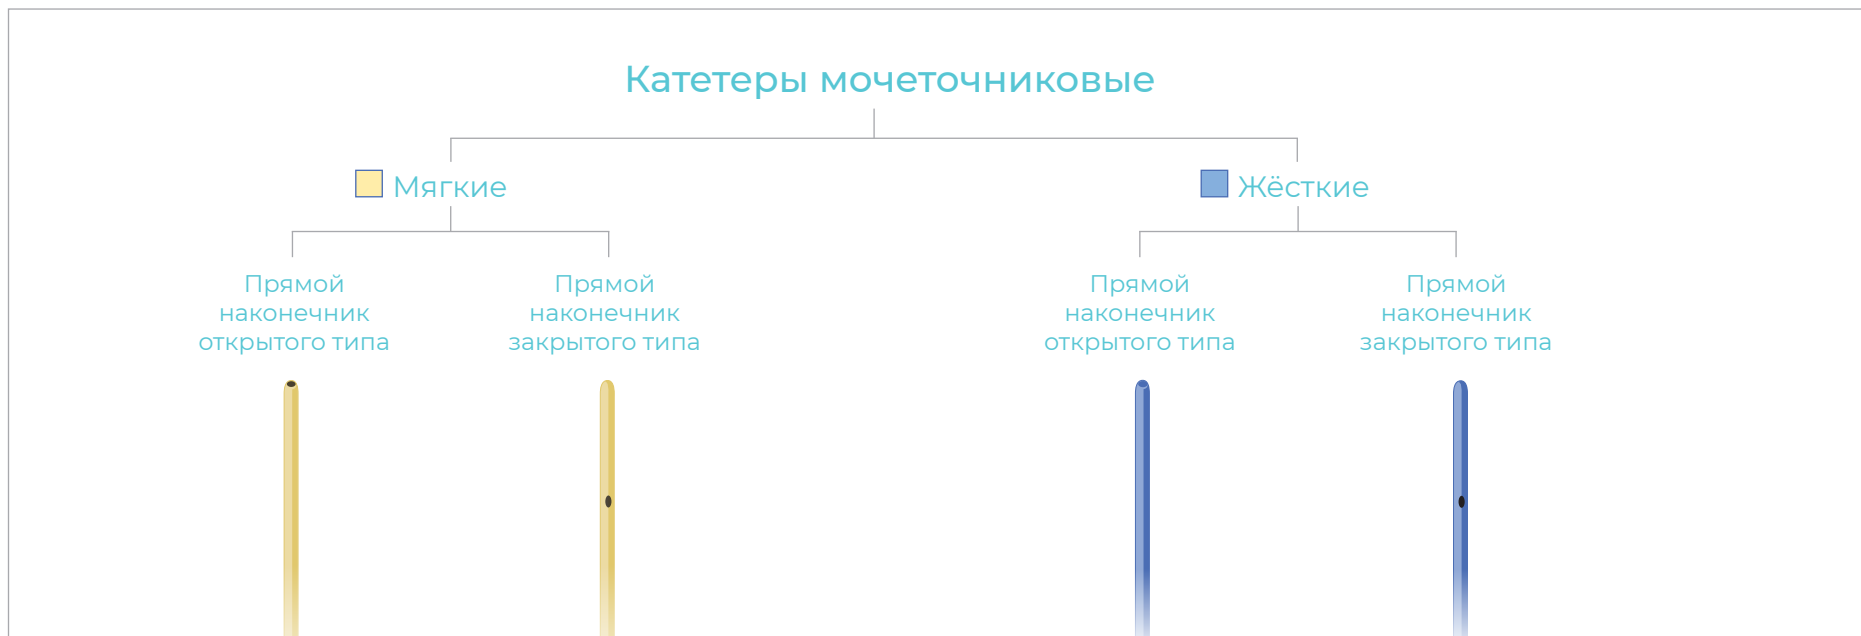 Катетеры мочеточниковые
Мягкие
Жёсткие
Прямой
наконечник
открытого типа
Прямой
наконечник
закрытого типа
Прямой
наконечник
открытого типа
Прямой
наконечник
закрытого типа